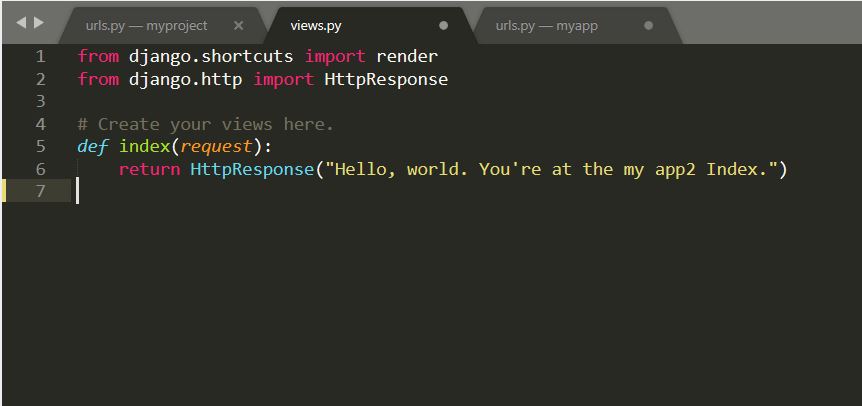 urls.py — myproject
views.py
urls.py — myapp
1 from django.shortcuts import render
2 from django.http import HttpResponse
3
4 # Create your views here.
5 def index(request):
6     return HttpResponse("Hello, world. You're at the my app2 Index.")
7